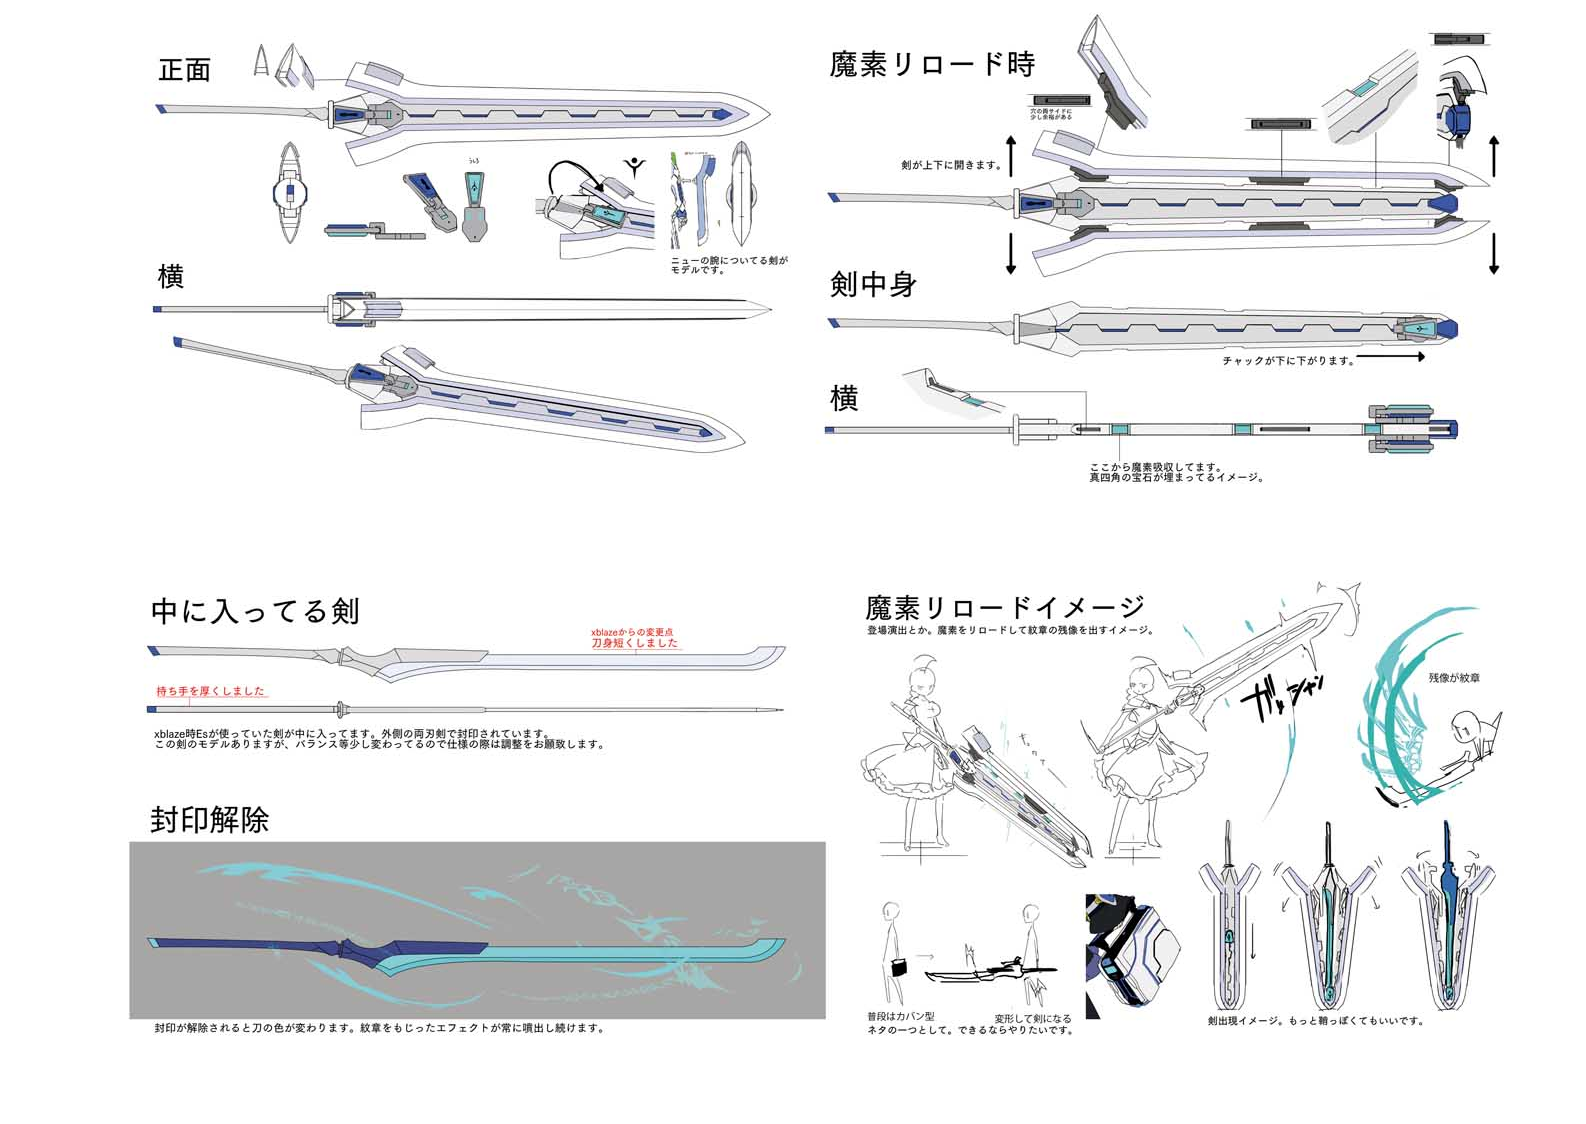 正面
うしろ
ニューの腕についてる剣が
モデルです。
横
魔素リロード時
穴の両サイドに
少し余裕がある
剣が上下に開きます。
剣中身
チャックが下に下がります。
横
ここから魔素吸収してます。
真四角の宝石が埋まってるイメージ。
中に入ってる剣
xblazeからの変更点
刀身短くしました
持ち手を厚くしました
xblaze時Esが使っていた剣が中に入ってます。外側の両刃剣で封印されています。
この剣のモデルありますが、バランス等少し変わってるので仕様の際は調整をお願致します。
封印解除
封印が解除されると刀の色が変わります。紋章をもじったエフェクトが常に噴出し続けます。
魔素リロードイメージ
登場演出とか。魔素をリロードして紋章の残像を出すイメージ。
ガッシャン
残像が紋章
普段はカバン型
変形して剣になる
ネタの一つとして。できるならやりたいです。
剣出現イメージ。もっと鞘っぽくてもいいです。